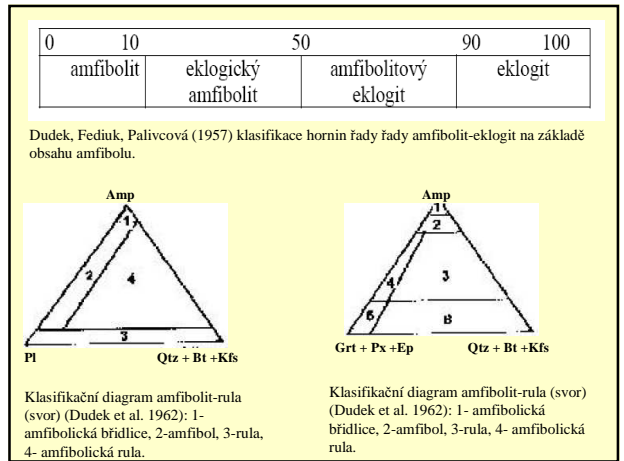 0 10 50 90 100
amfibolit eklogický amfibolitový eklogit
amfibolit eklogit
Dudek, Fediuk, Palivcová (1957) klasifikace hornin řady řady amfibolit-eklogit na základě
obsahu amfibolu.
Amp
1
2
4
3
Pl Qtz + Bt + Kfs
Klasifikační diagram amfibolit-rula
(svor) (Dudek et al. 1962): 1-
amfibolická břidlice, 2-amfibol, 3-rula,
4- amfibolická rula.
Amp
1
2
4 3
5 6
Grt + Px +Ep Qtz + Bt +Kfs
Klasifikační diagram amfibolit-rula (svor)
(Dudek et al. 1962): 1- amfibolická
břidlice, 2-amfibol, 3-rula, 4- amfibolická
rula.